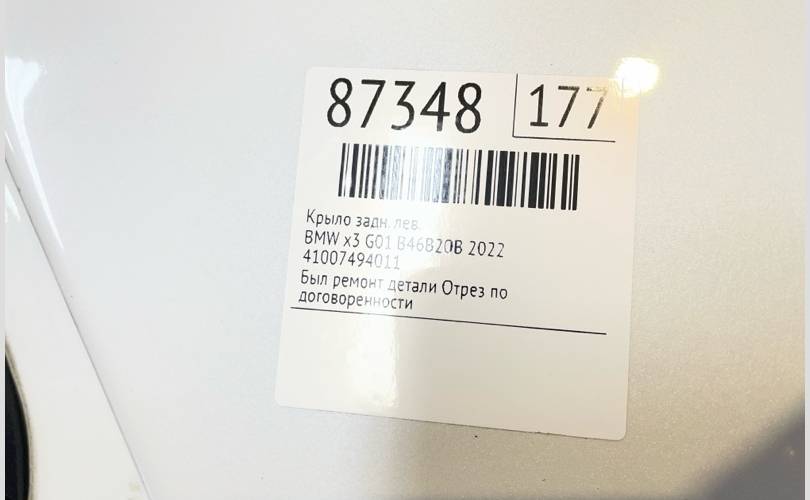 87348 177
Крыло задн. лев.
BMW x3 G01 B46B20B 2022
41007494011
Был ремонт детали Отрез по
договоренности